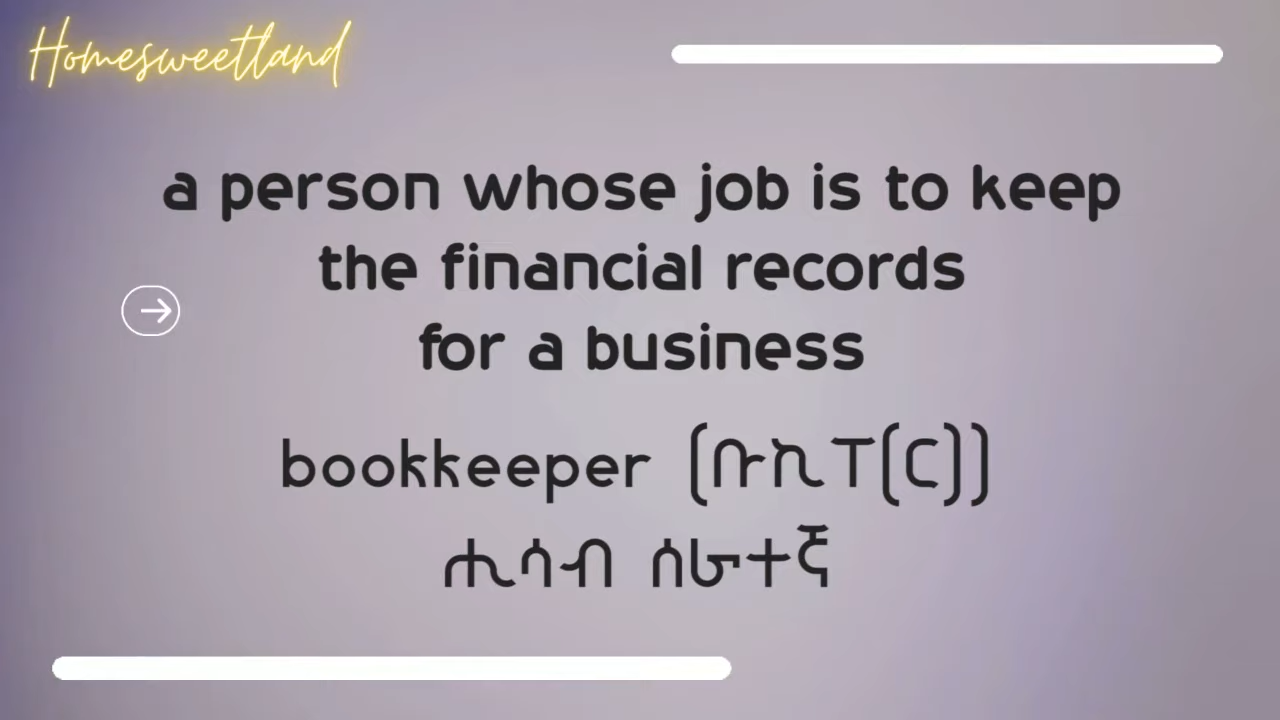 Homesweetland
a person whose job is to keep
the financial records
for a business
bookkeeper (ቡኪፐ(ር))
ሒሳብ ሰራተኛ